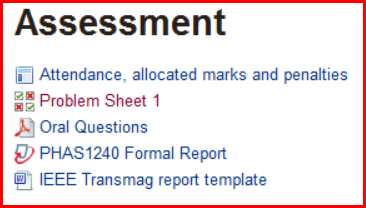 Assessment
Attendance, allocated marks and penalties
Problem Sheet 1
Oral Questions
PHAS1240 Formal Report
IEEE Transmag report template